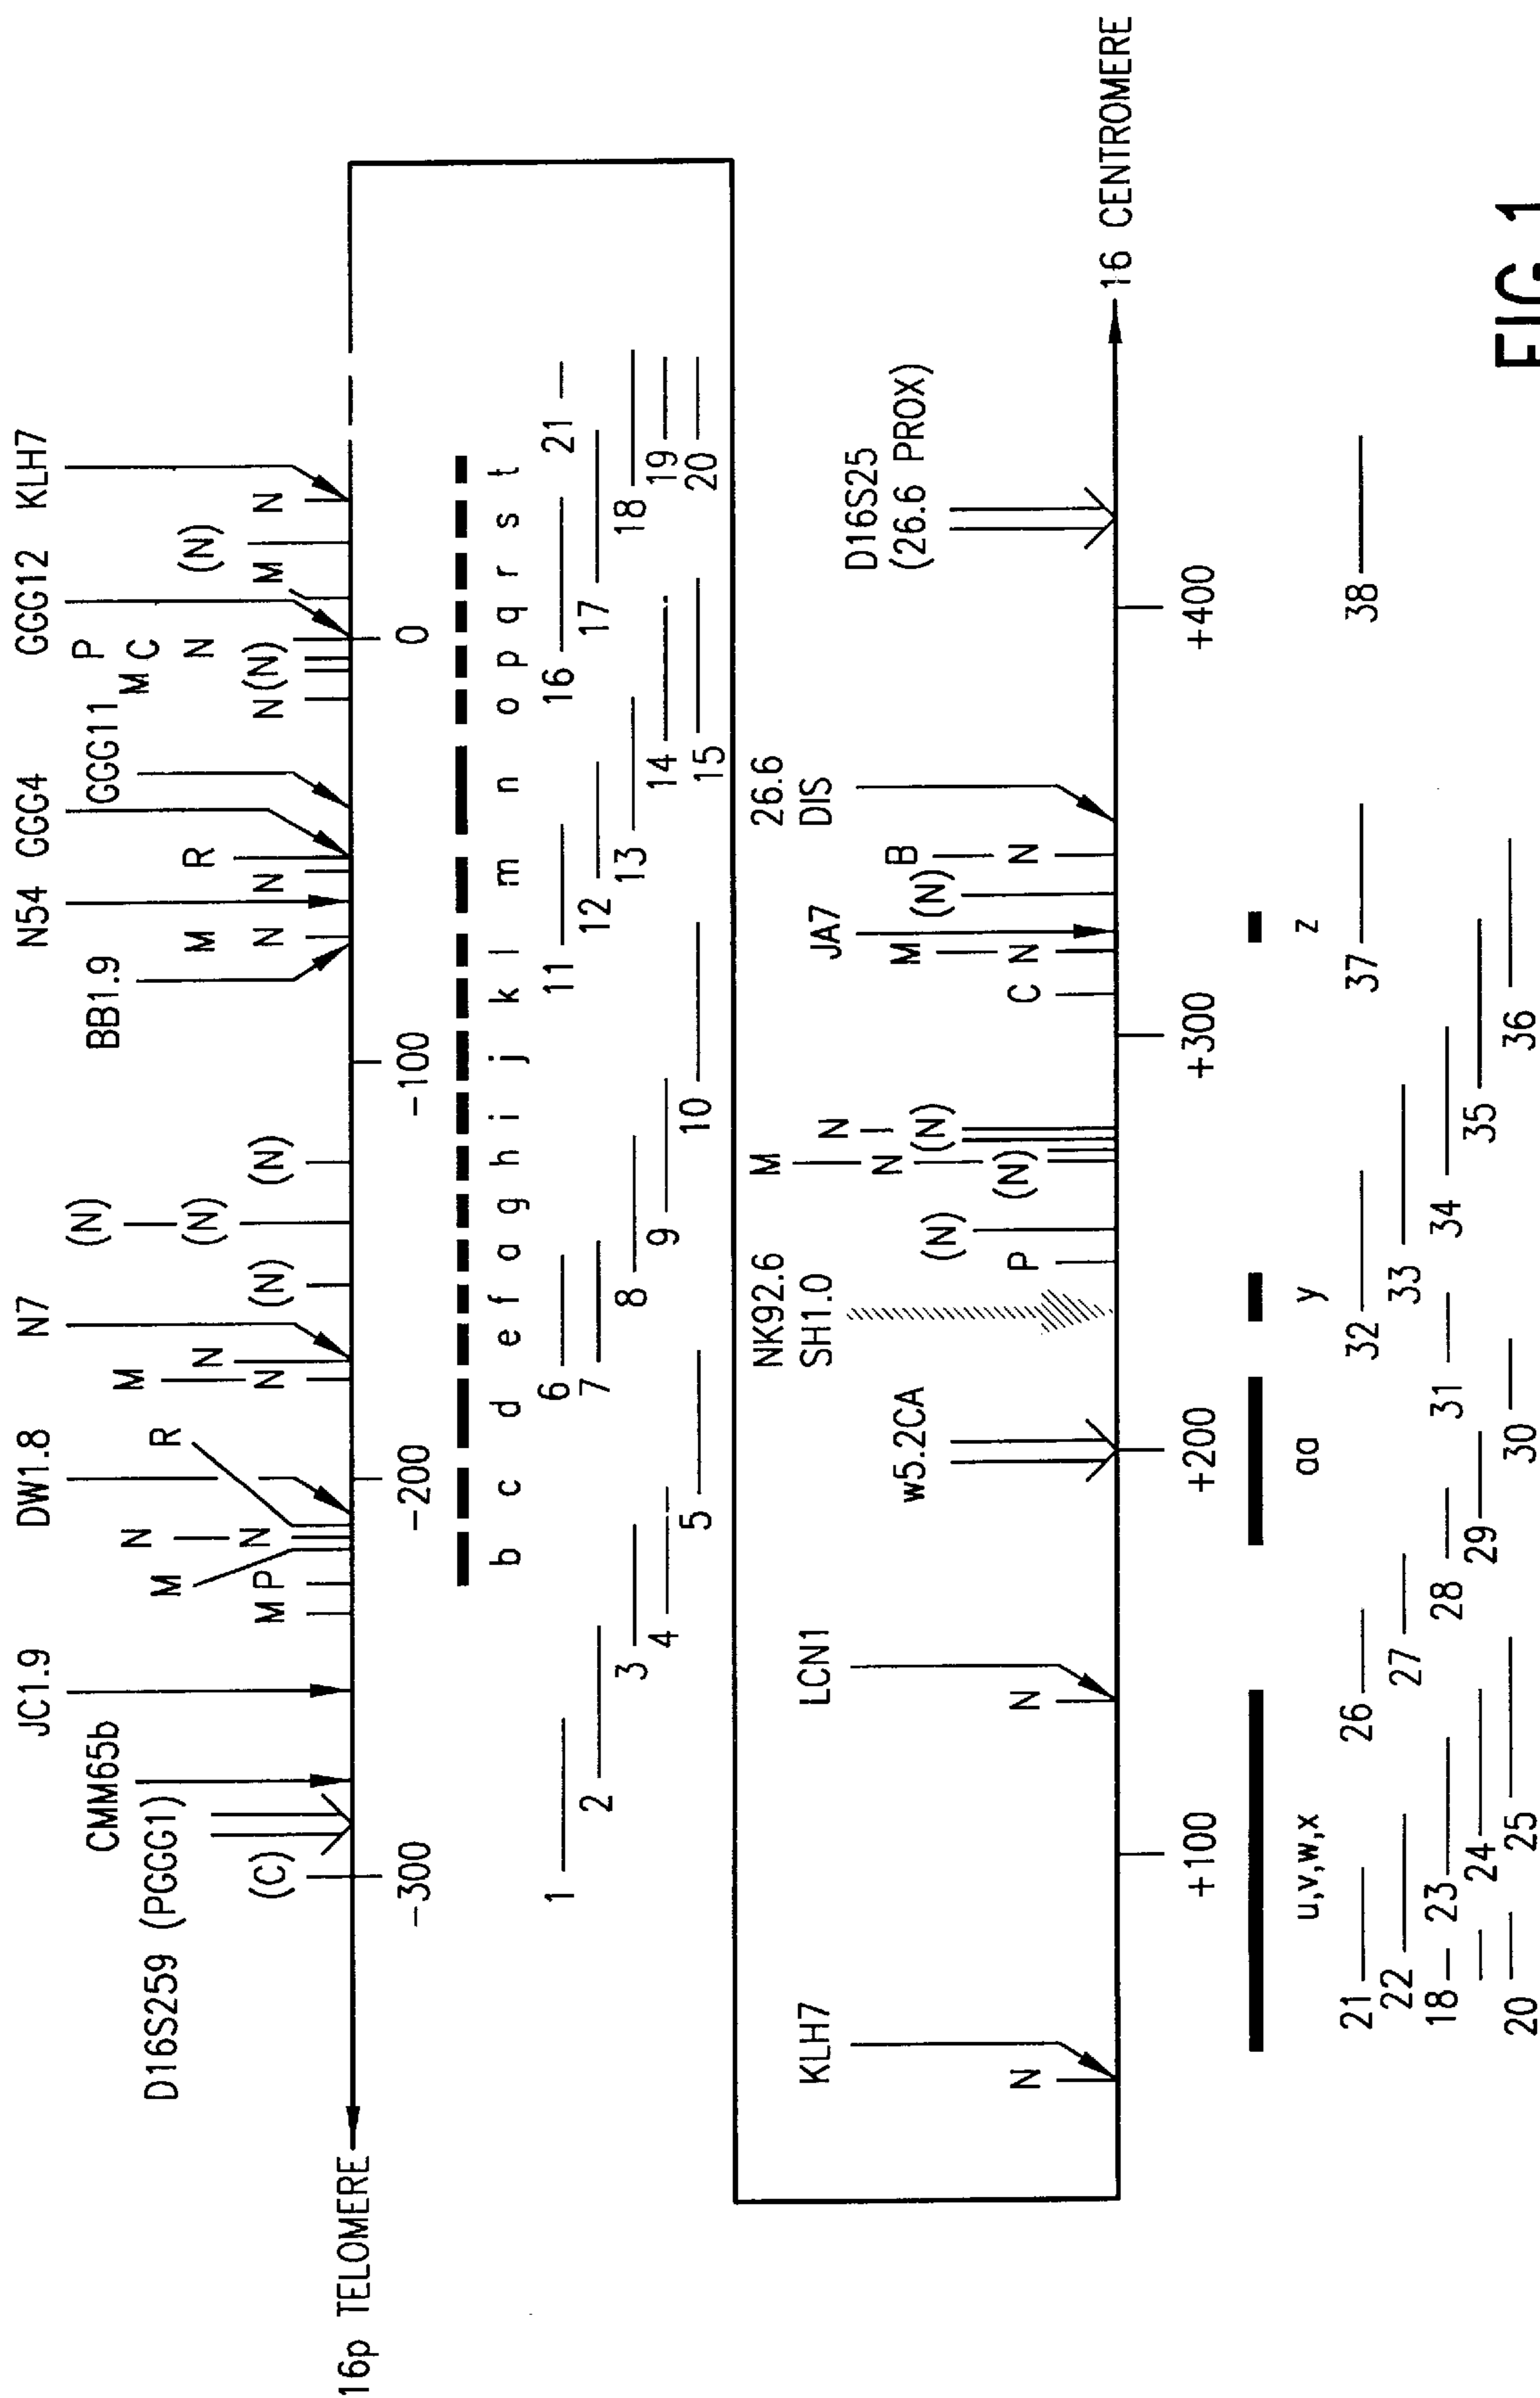 JC1.9 DW1.8 N7 N54 GGG4 GGG12 KLH7
CMM65b BB1.9 GGG11
(N) P
D16S259 (PGGG1) N M M C
M R (N) M N R N (N)
(C) M P N N N (N) (N) N N N (N) M N
16p TELOMERE
-300 -200 -100 0
b c d e f a g h i j k l m n o p q r s t
1 6 11 16 21
2 7 12 17
3 8 13 18
4 9 14 19
5 10 15 20
NK92.6 M 26.6
KLH7 LCN1 SH1.0 JA7 DIS D16S25
w5.2CA N N M B (26.6 PROX)
(N) (N) (N)
N N P (N) C N N
16 CENTROMERE
+100 +200 +300 +400
u,v,w,x aa y z
21 26 32 37 38
22 27 33
18 23 28 31 34
24 29 35
20 25 30 36
FIG. 1